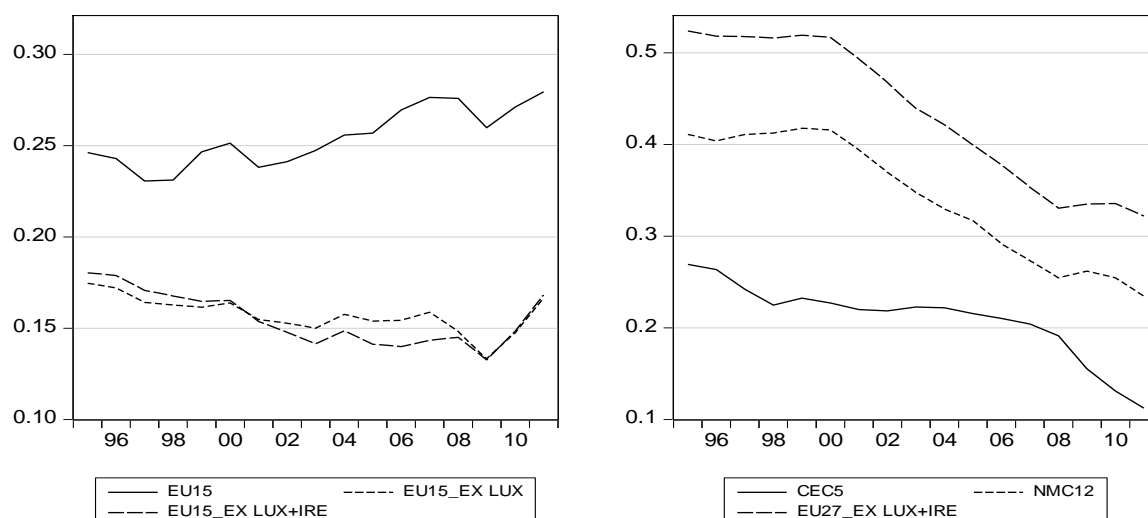 0.30
0.25
0.20
0.15
0.10
96 98 00 02 04 06 08 10
EU15 EU15_EX LUX
EU15_EX LUX+IRE
0.5
0.4
0.3
0.2
0.1
96 98 00 02 04 06 08 10
CEC5 NMC12
EU27_EX LUX+IRE